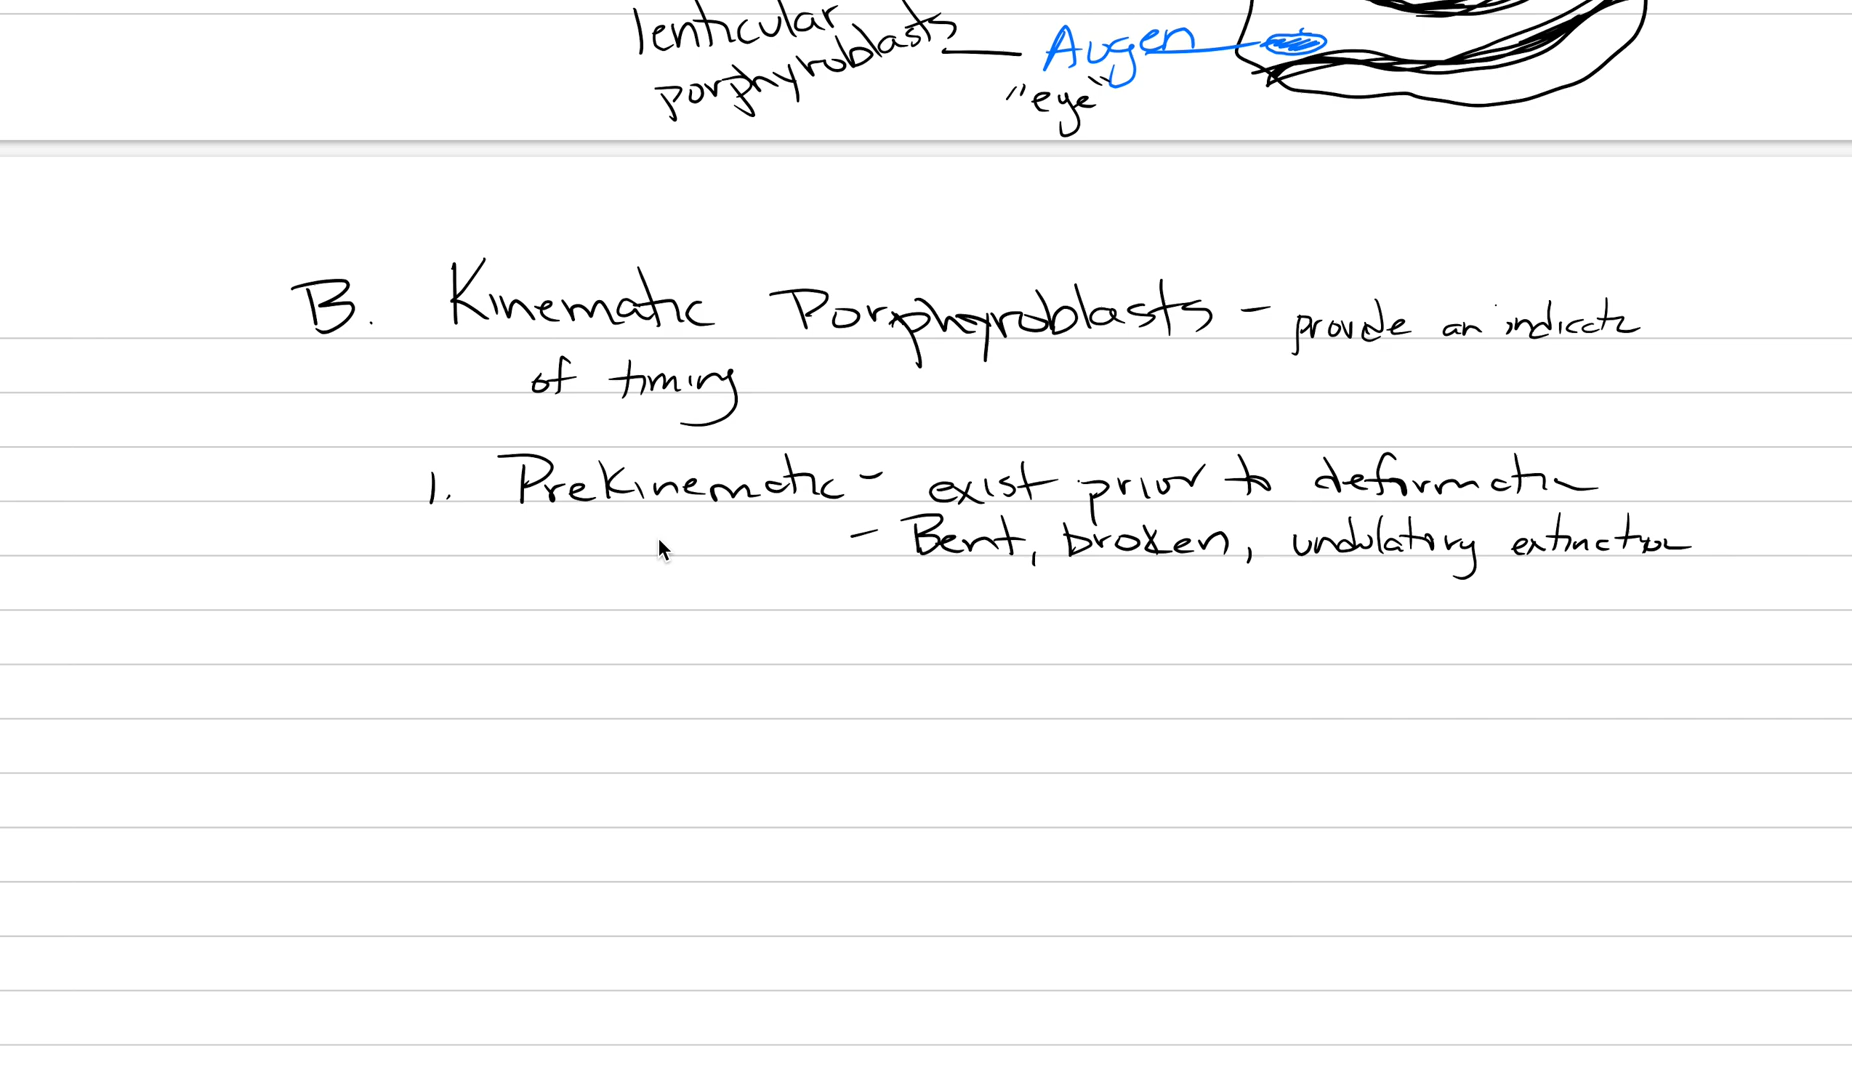 lenticular
porphyroblasts — Augen
"eye"
B. Kinematic Porphyroblasts - provide an indicator
of timing
1. PreKinematic - exist prior to deformation
- Bent, broken, undulatory extinction